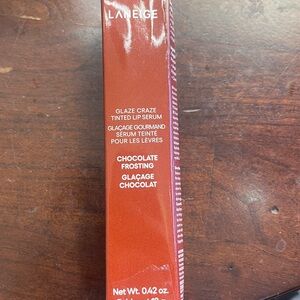 LANEIGE
GLAZE CRAZE
TINTED LIP SERUM
GLAÇAGE GOURMAND
SÉRUM TEINTÉ
POUR LES LÈVRES
CHOCOLATE
FROSTING
GLAÇAGE
CHOCOLAT
Net Wt. 0.42 oz.